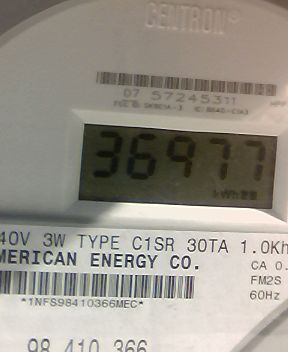 CENTRON®
07 57245311
36977
kWh
40V 3W TYPE C1SR 30TA 1.0Kh
MERICAN ENERGY CO.
CA 0.
FM2S
*1NFS98410366MEC*
60Hz
98 410 366